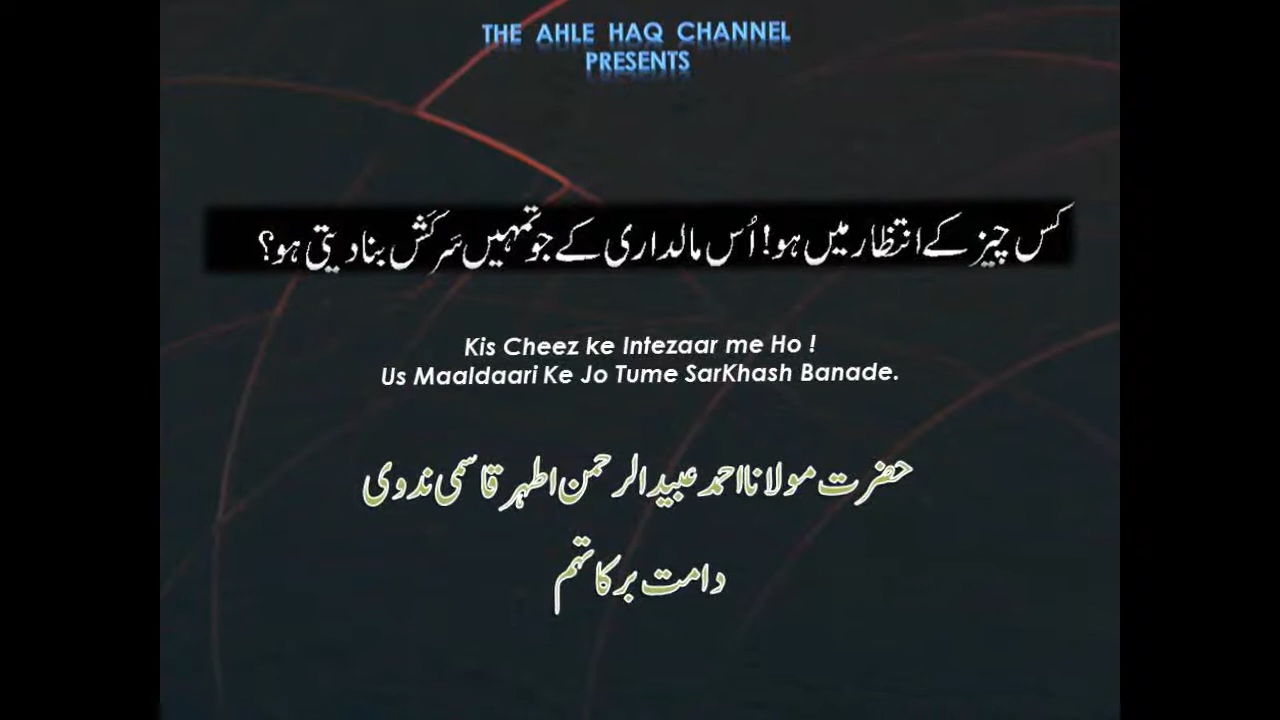 THE AHLE HAQ CHANNEL
PRESENTS
کس چیز کے انتظار میں ہو! اُس مالداری کے جو تمہیں سَرکَش بنا دیتی ہو؟
Kis Cheez ke Intezaar me Ho !
Us Maaldaari Ke Jo Tume SarKhash Banade.
حضرت مولانا احمد عبید الرحمن اطہر قاسمی ندوی
دامت برکاتہم